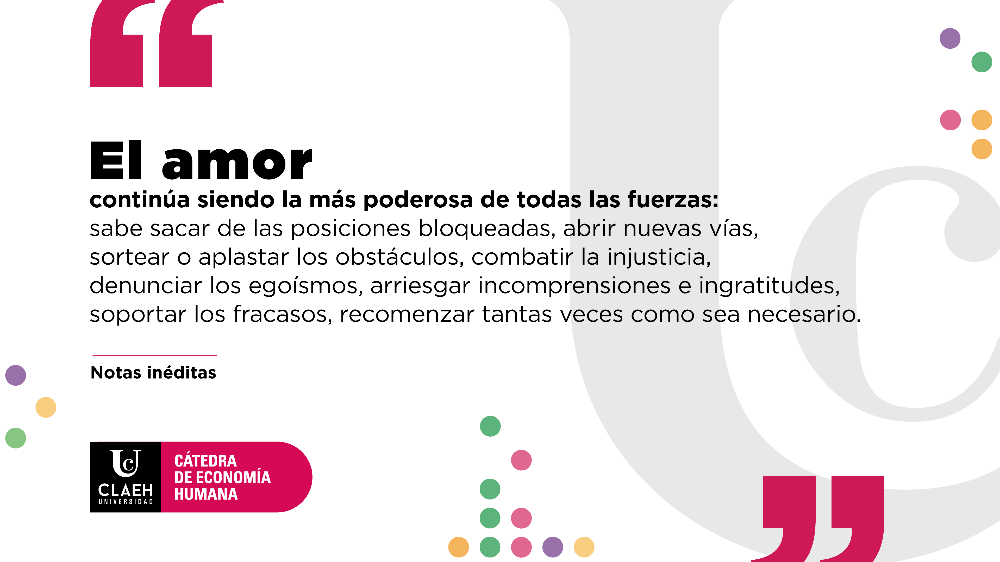 “
El amor
continúa siendo la más poderosa de todas las fuerzas:
sabe sacar de las posiciones bloqueadas, abrir nuevas vías,
sortear o aplastar los obstáculos, combatir la injusticia,
denunciar los egoísmos, arriesgar incomprensiones e ingratitudes,
soportar los fracasos, recomenzar tantas veces como sea necesario.
”
Notas inéditas
Uc
CLAEH
UNIVERSIDAD
CÁTEDRA
DE ECONOMÍA
HUMANA